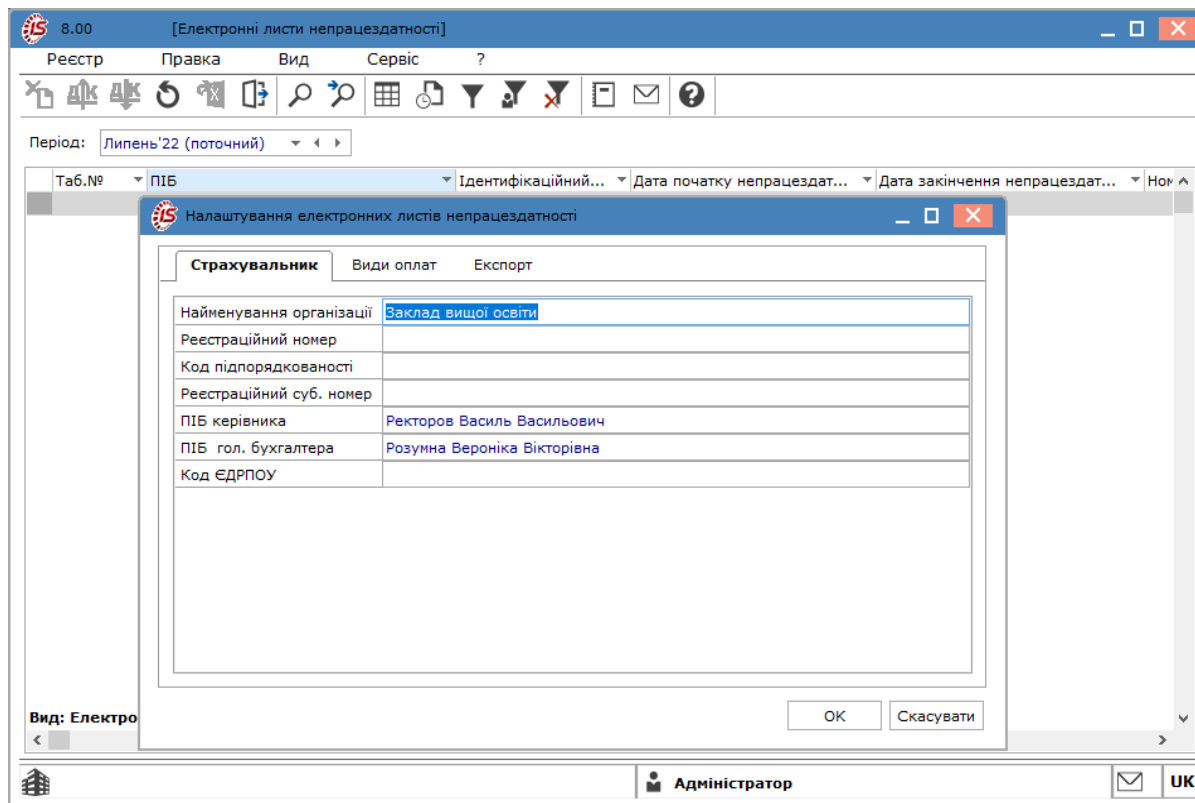 8.00 [Електронні листи непрацездатності]
Реєстр Правка Вид Сервіс ?
Період: Липень'22 (поточний)
Таб.№ ПІБ Ідентифікаційний... Дата початку непрацездат... Дата закінчення непрацездат... Ном
Налаштування електронних листів непрацездатності
Страхувальник Види оплат Експорт
Найменування організації Заклад вищої освіти
Реєстраційний номер
Код підпорядкованості
Реєстраційний суб. номер
ПІБ керівника Ректоров Василь Васильович
ПІБ гол. бухгалтера Розумна Вероніка Вікторівна
Код ЄДРПОУ
OK Скасувати
Вид: Електро
Адміністратор UK